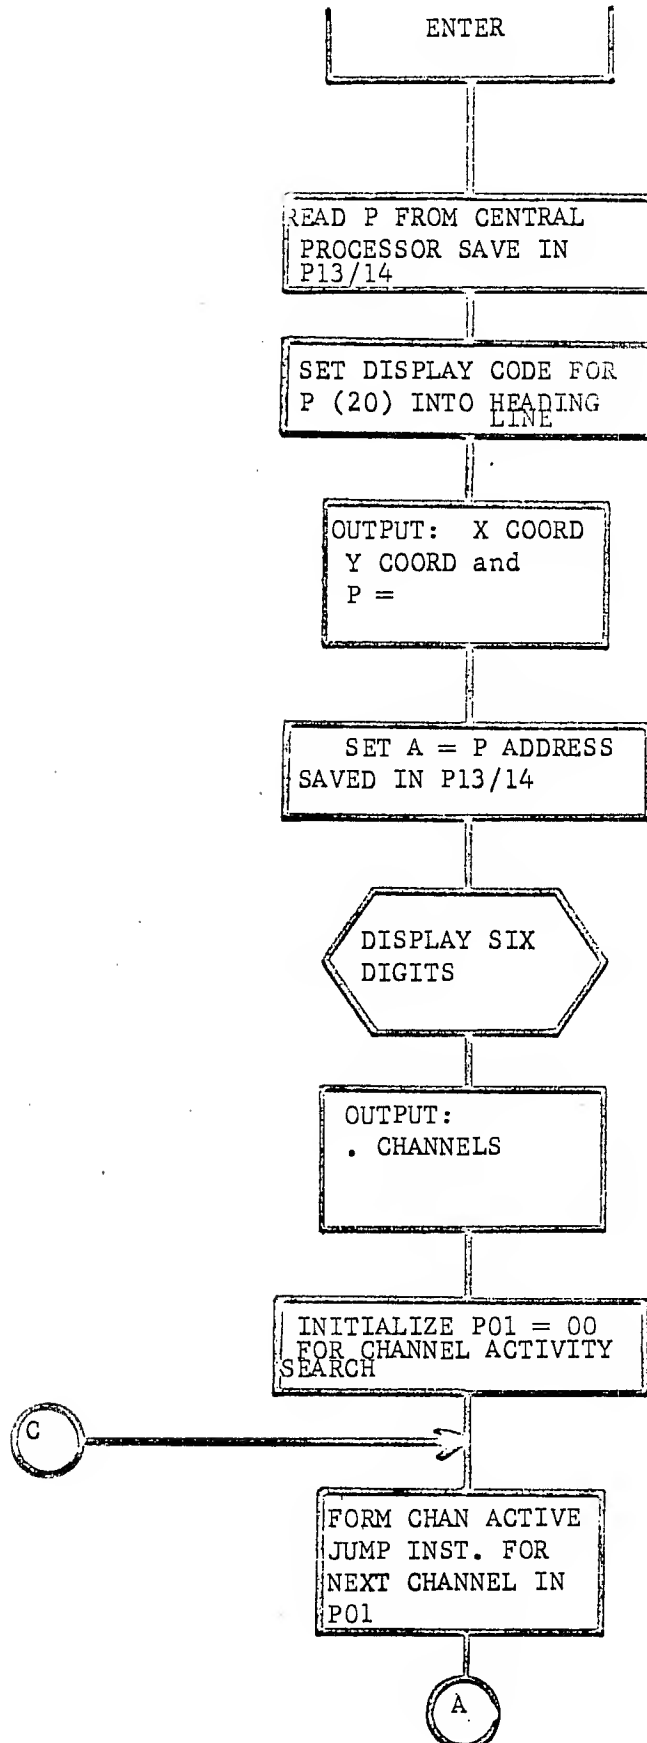 ENTER
READ P FROM CENTRAL
PROCESSOR SAVE IN
P13/14
SET DISPLAY CODE FOR
P (20) INTO HEADING
LINE
OUTPUT: X COORD
Y COORD and
P =
SET A = P ADDRESS
SAVED IN P13/14
DISPLAY SIX
DIGITS
OUTPUT:
. CHANNELS
INITIALIZE P01 = 00
FOR CHANNEL ACTIVITY
SEARCH
C
FORM CHAN ACTIVE
JUMP INST. FOR
NEXT CHANNEL IN
P01
A